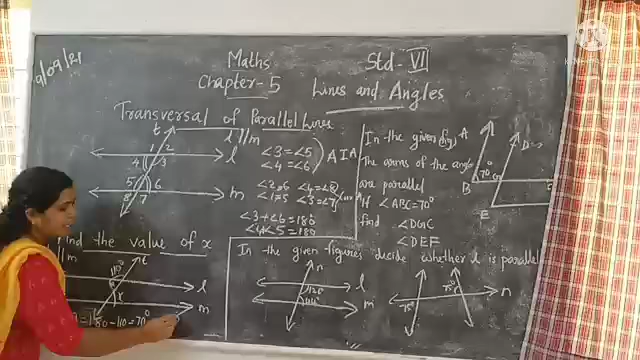 9/09/21
Maths
Std - VI
Chapter - 5
Lines and Angles
Transversal of Parallel Lines
l // m
t
1 2
4 3
l
5 6
8 7
m
∠3 = ∠5
∠4 = ∠6
A I A
∠2=6 ∠4=∠8
∠1=5 ∠3=∠7
∠3+∠6=180
∠4+∠5=180
In the given fig
The arms of the angle
are parallel
If ∠ABC=70°
find ∠DGC
∠DEF
A
D
70°
B
G
E
Find the value of x
l // m
t
110°
l
x
m
=180-110=70°
In the given figures decide whether l is parallel
n
l
m
n
75°